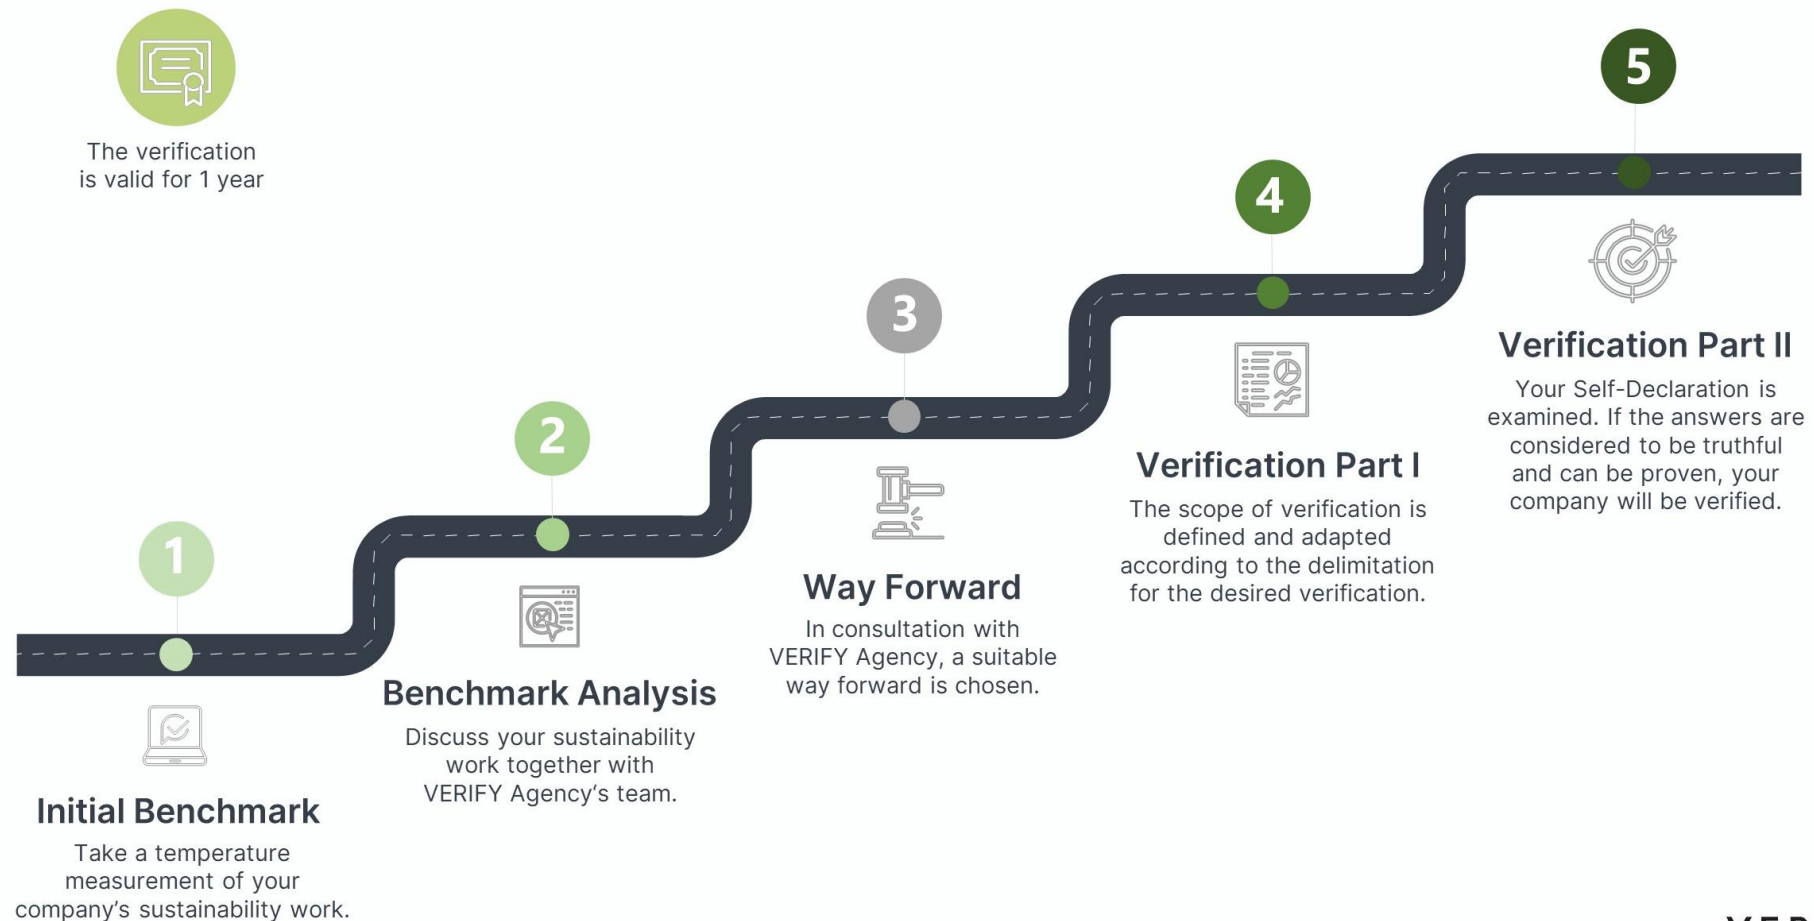 The verification
is valid for 1 year
1
Initial Benchmark
Take a temperature
measurement of your
company's sustainability work.
2
Benchmark Analysis
Discuss your sustainability
work together with
VERIFY Agency's team.
3
Way Forward
In consultation with
VERIFY Agency, a suitable
way forward is chosen.
4
Verification Part I
The scope of verification is
defined and adapted
according to the delimitation
for the desired verification.
5
Verification Part II
Your Self-Declaration is
examined. If the answers are
considered to be truthful
and can be proven, your
company will be verified.